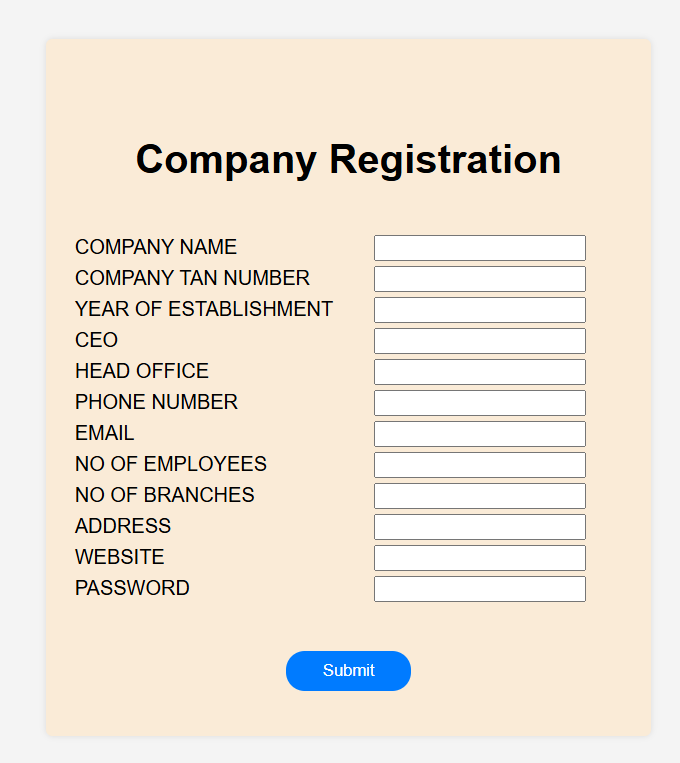 Company Registration
COMPANY NAME
COMPANY TAN NUMBER
YEAR OF ESTABLISHMENT
CEO
HEAD OFFICE
PHONE NUMBER
EMAIL
NO OF EMPLOYEES
NO OF BRANCHES
ADDRESS
WEBSITE
PASSWORD
Submit